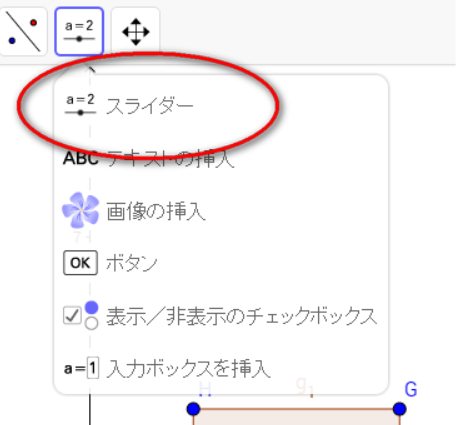 a=2
a=2 スライダー
ABC テキストの挿入
画像の挿入
OK ボタン
表示／非表示のチェックボックス
a=1 入力ボックスを挿入
H g₁ G